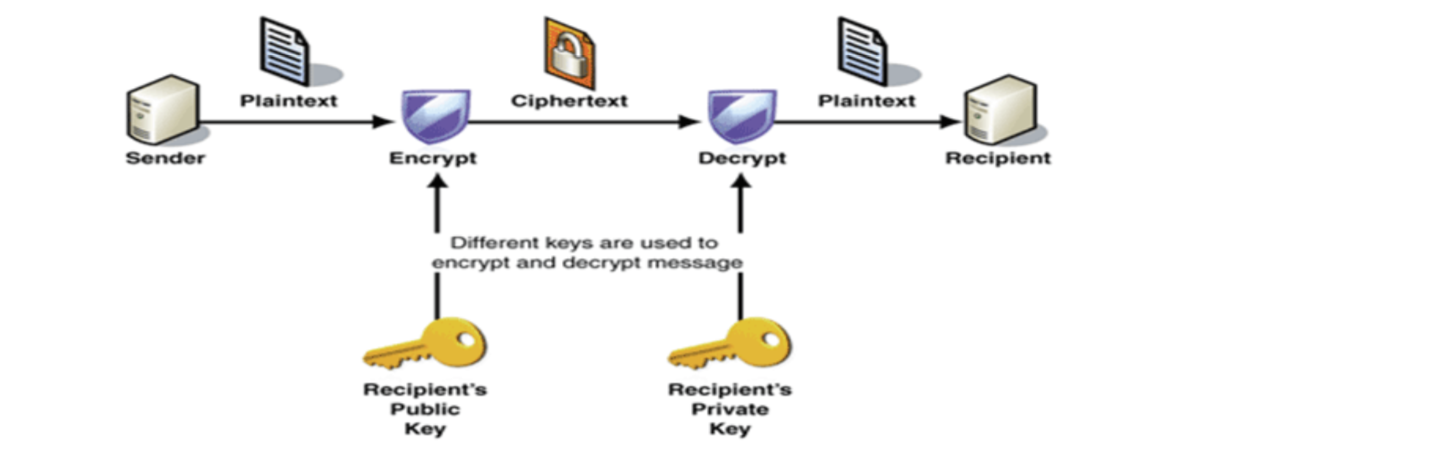 Plaintext
Ciphertext
Plaintext
Sender
Encrypt
Decrypt
Recipient
Different keys are used to
encrypt and decrypt message
Recipient's
Public
Key
Recipient's
Private
Key